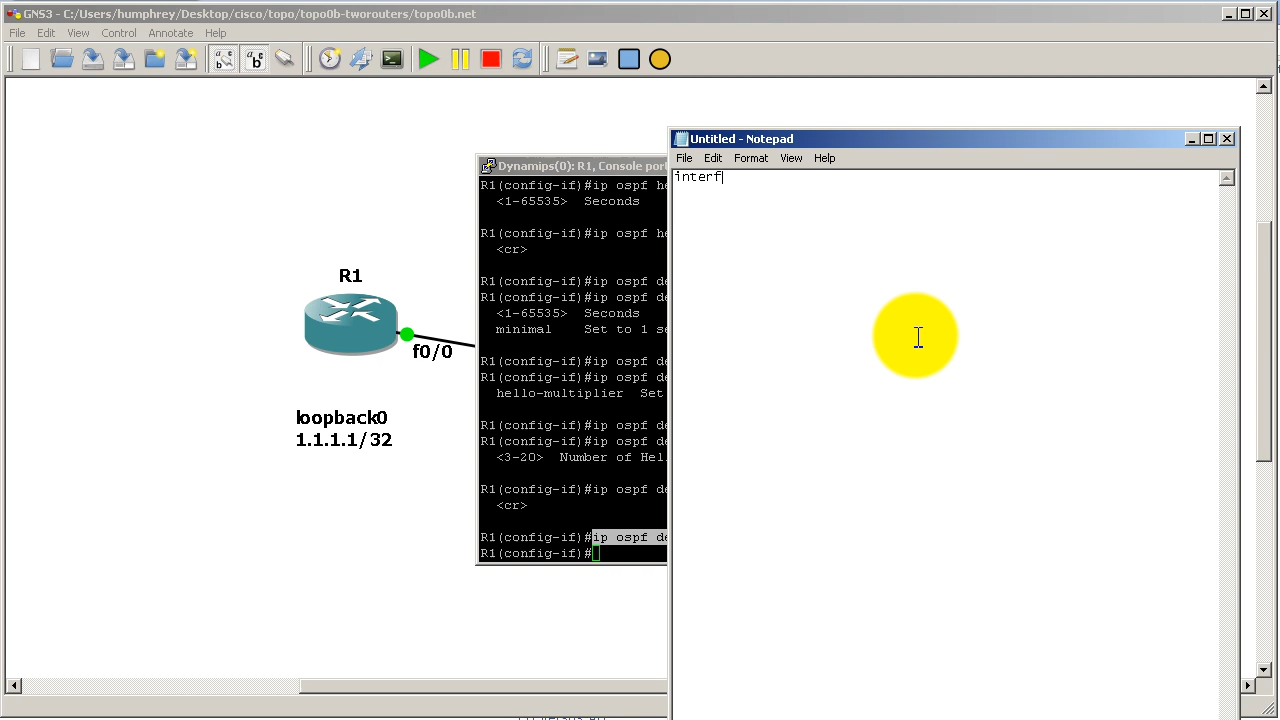 GNS3 - C:/Users/humphrey/Desktop/cisco/topo/topo0b-tworouters/topo0b.net
File Edit View Control Annotate Help
Untitled - Notepad
File Edit Format View Help
interf
Dynamips(0): R1, Console port
R1(config-if)#ip ospf he
<1-65535> Seconds
R1(config-if)#ip ospf he
<cr>
R1(config-if)#ip ospf de
R1(config-if)#ip ospf de
<1-65535> Seconds
minimal Set to 1 se
R1(config-if)#ip ospf de
R1(config-if)#ip ospf de
hello-multiplier Set
R1(config-if)#ip ospf de
R1(config-if)#ip ospf de
<3-20> Number of Hel
R1(config-if)#ip ospf de
<cr>
R1(config-if)#ip ospf de
R1(config-if)#
R1
f0/0
loopback0
1.1.1.1/32